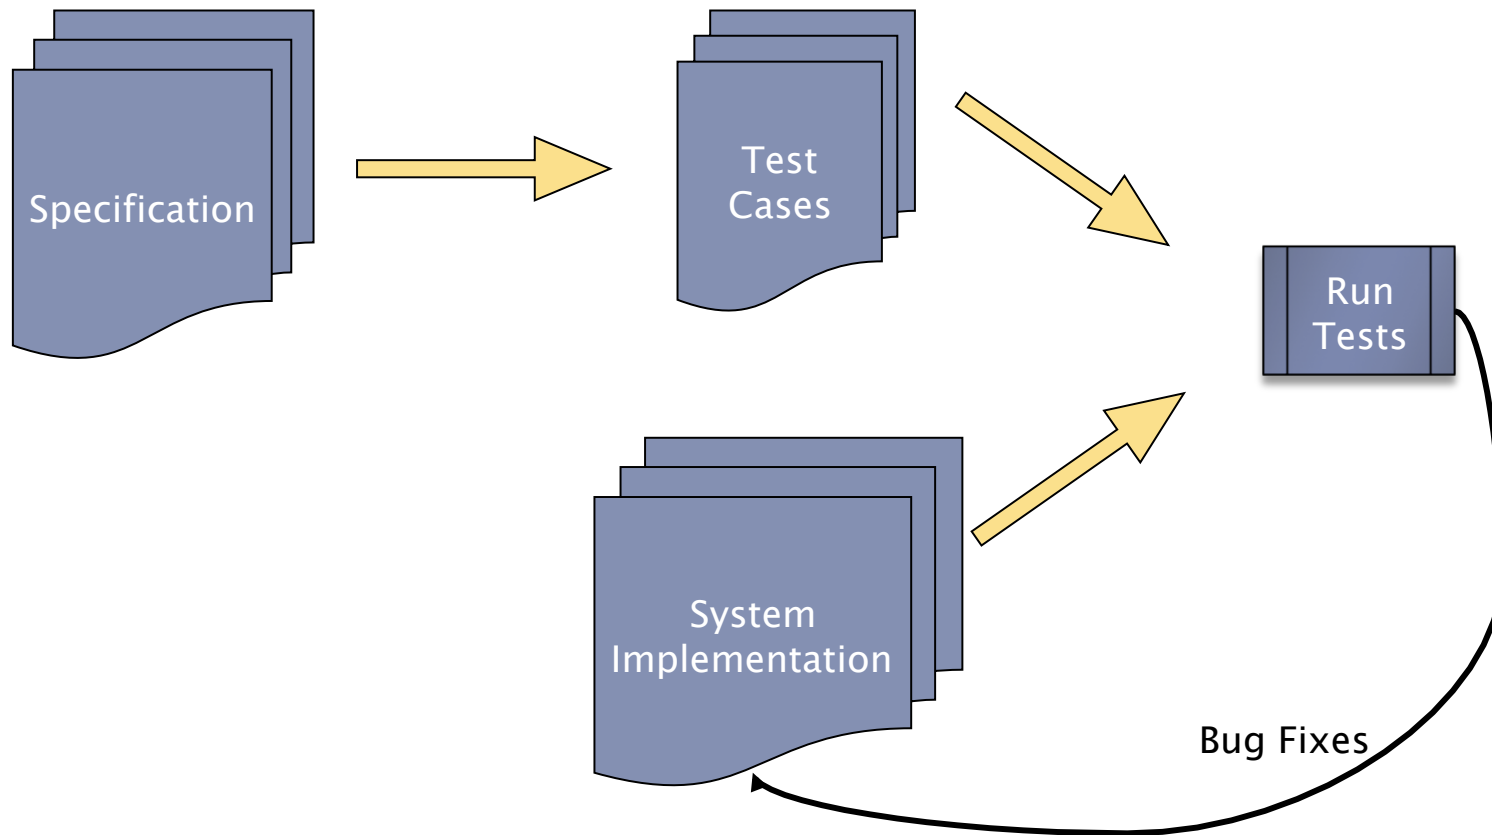 Specification
Test
Cases
Run
Tests
System
Implementation
Bug Fixes